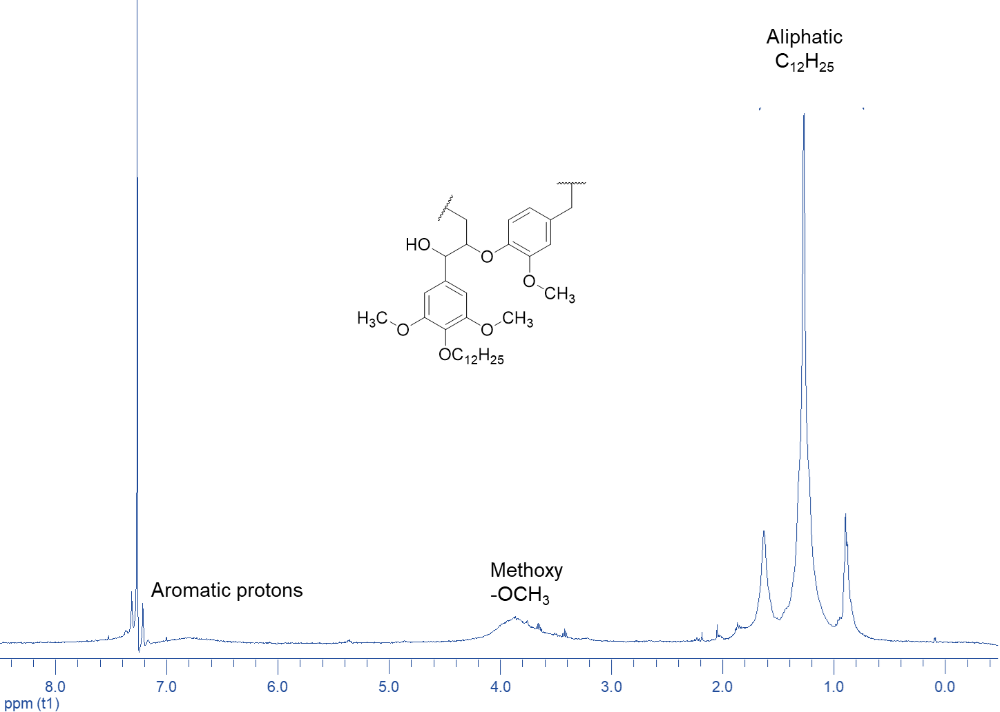 Aliphatic
C₁₂H₂₅
HO
O
O
CH₃
H₃C
O
O
CH₃
OC₁₂H₂₅
Methoxy
-OCH₃
Aromatic protons
8.0 7.0 6.0 5.0 4.0 3.0 2.0 1.0 0.0
ppm (t1)